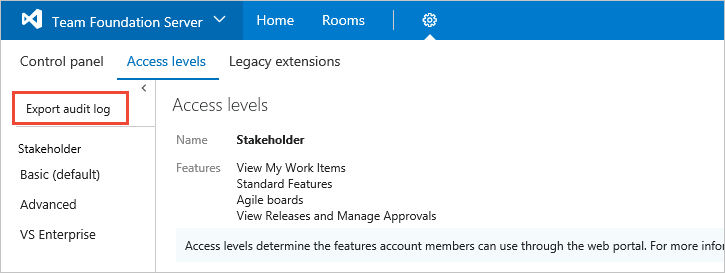 Team Foundation Server Home Rooms
Control panel Access levels Legacy extensions
Export audit log
Stakeholder
Basic (default)
Advanced
VS Enterprise
Access levels
Name Stakeholder
Features View My Work Items
Standard Features
Agile boards
View Releases and Manage Approvals
Access levels determine the features account members can use through the web portal. For more